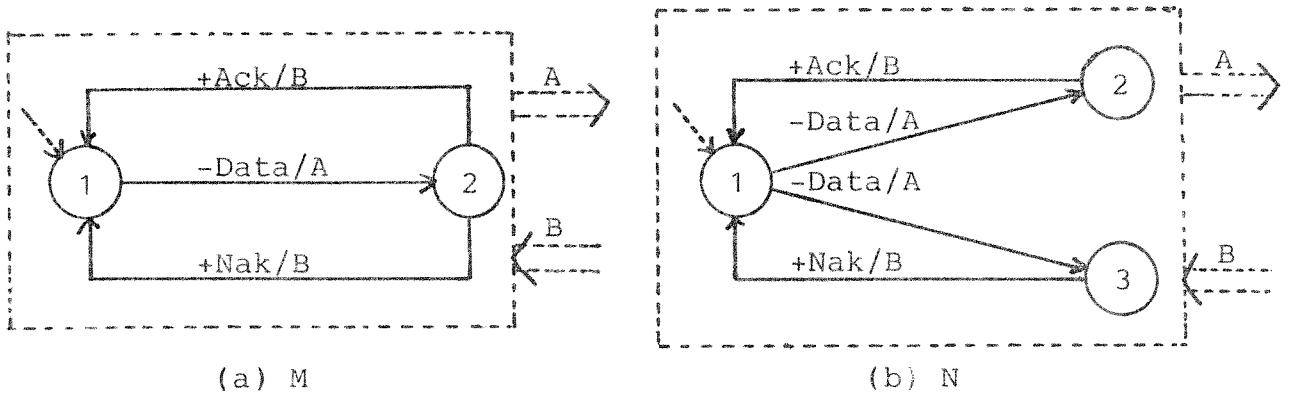 +Ack/B
A
1
-Data/A
2
B
+Nak/B
(a) M
+Ack/B
2
A
-Data/A
1
-Data/A
+Nak/B
3
B
(b) N